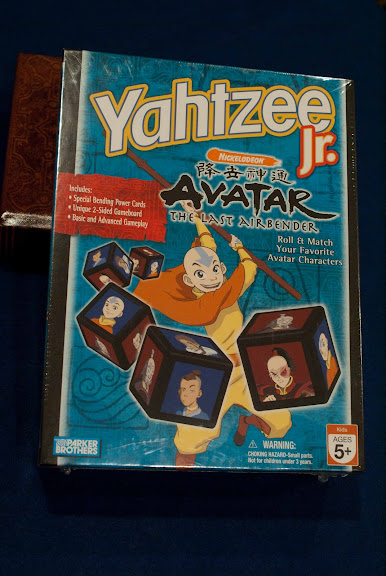 Yahtzee
Jr.
NICKELODEON
降古神通
AVATAR
THE LAST AIRBENDER
Includes:
• Special Bending Power Cards
• Unique 2-Sided Gameboard
• Basic and Advanced Gameplay
Roll & Match
Your Favorite
Avatar Characters
PARKER
BROTHERS
WARNING:
CHOKING HAZARD-Small parts.
Not for children under 3 years.
Kids
AGES
5+